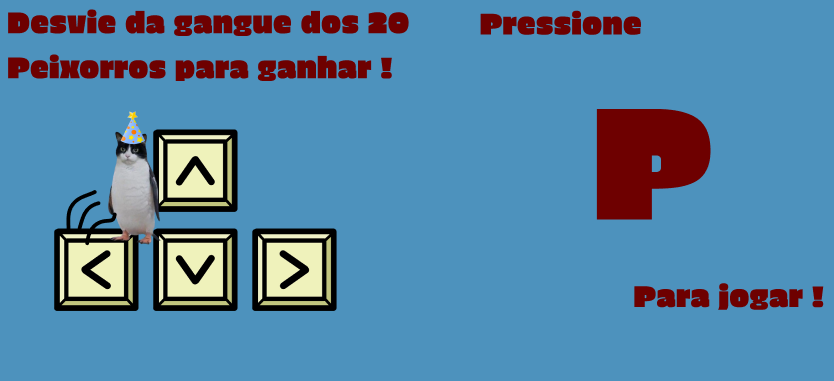 Desvie da gangue dos 20
Peixorros para ganhar !
Pressione
P
Para jogar !